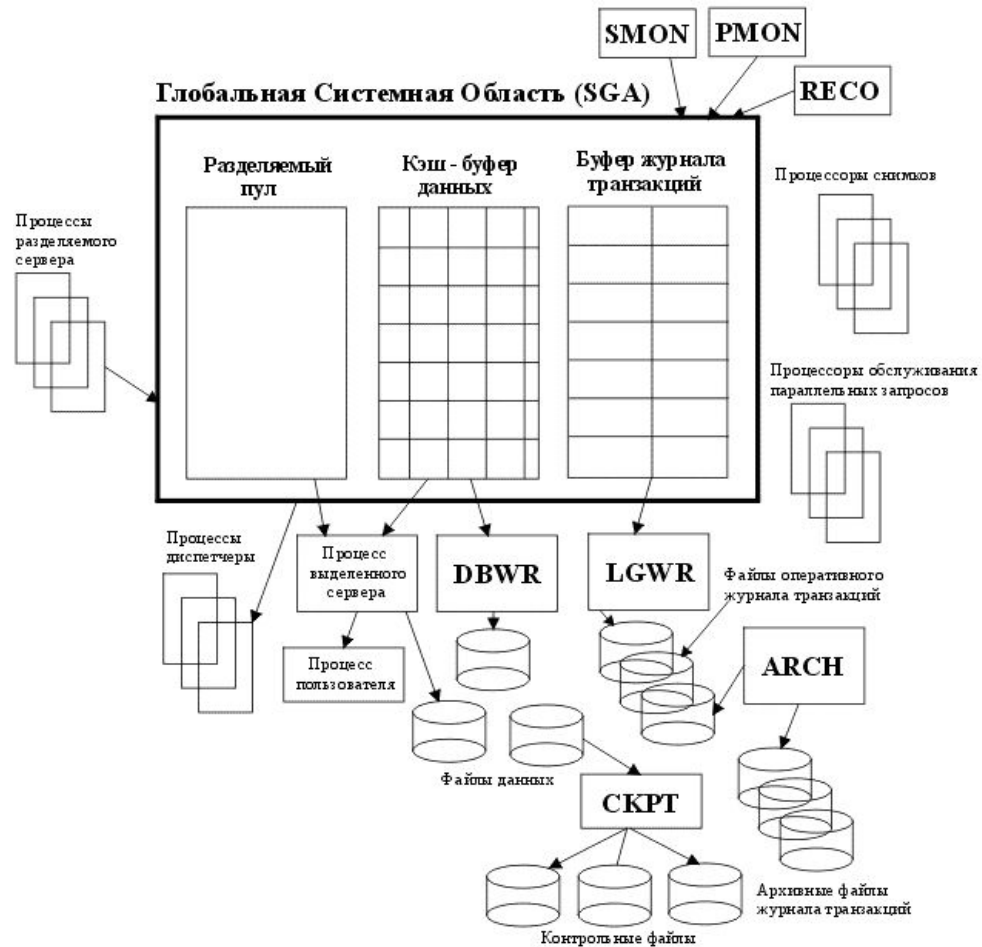 SMON
PMON
RECO
Глобальная Системная Область (SGA)
Разделяемый
пул
Кэш - буфер
данных
Буфер журнала
транзакций
Процессоры снимков
Процессы
разделяемого
сервера
Процессоры обслуживания
параллельных запросов
Процессы
диспетчеры
Процесс
выделенного
сервера
DBWR
LGWR
Файлы оперативного
журнала транзакций
Процесс
пользователя
ARCH
Файлы данных
CKPT
Архивные файлы
журнала транзакций
Контрольные файлы